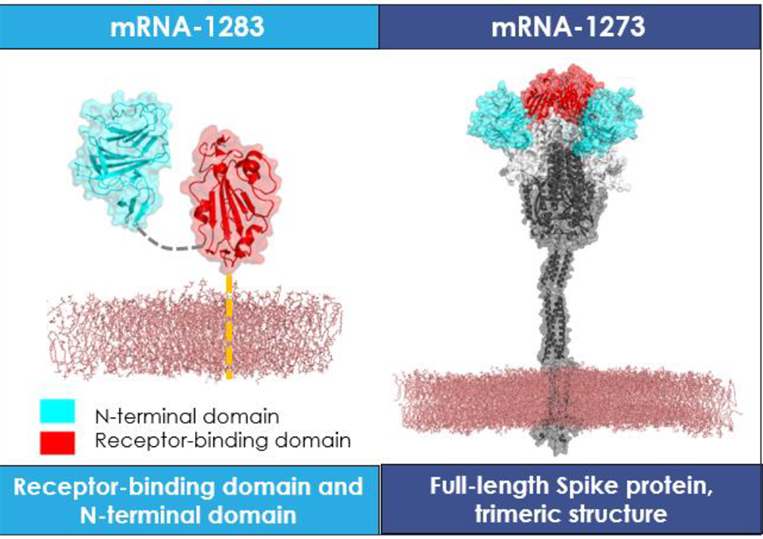 mRNA-1283
mRNA-1273
N-terminal domain
Receptor-binding domain
Receptor-binding domain and
N-terminal domain
Full-length Spike protein,
trimeric structure